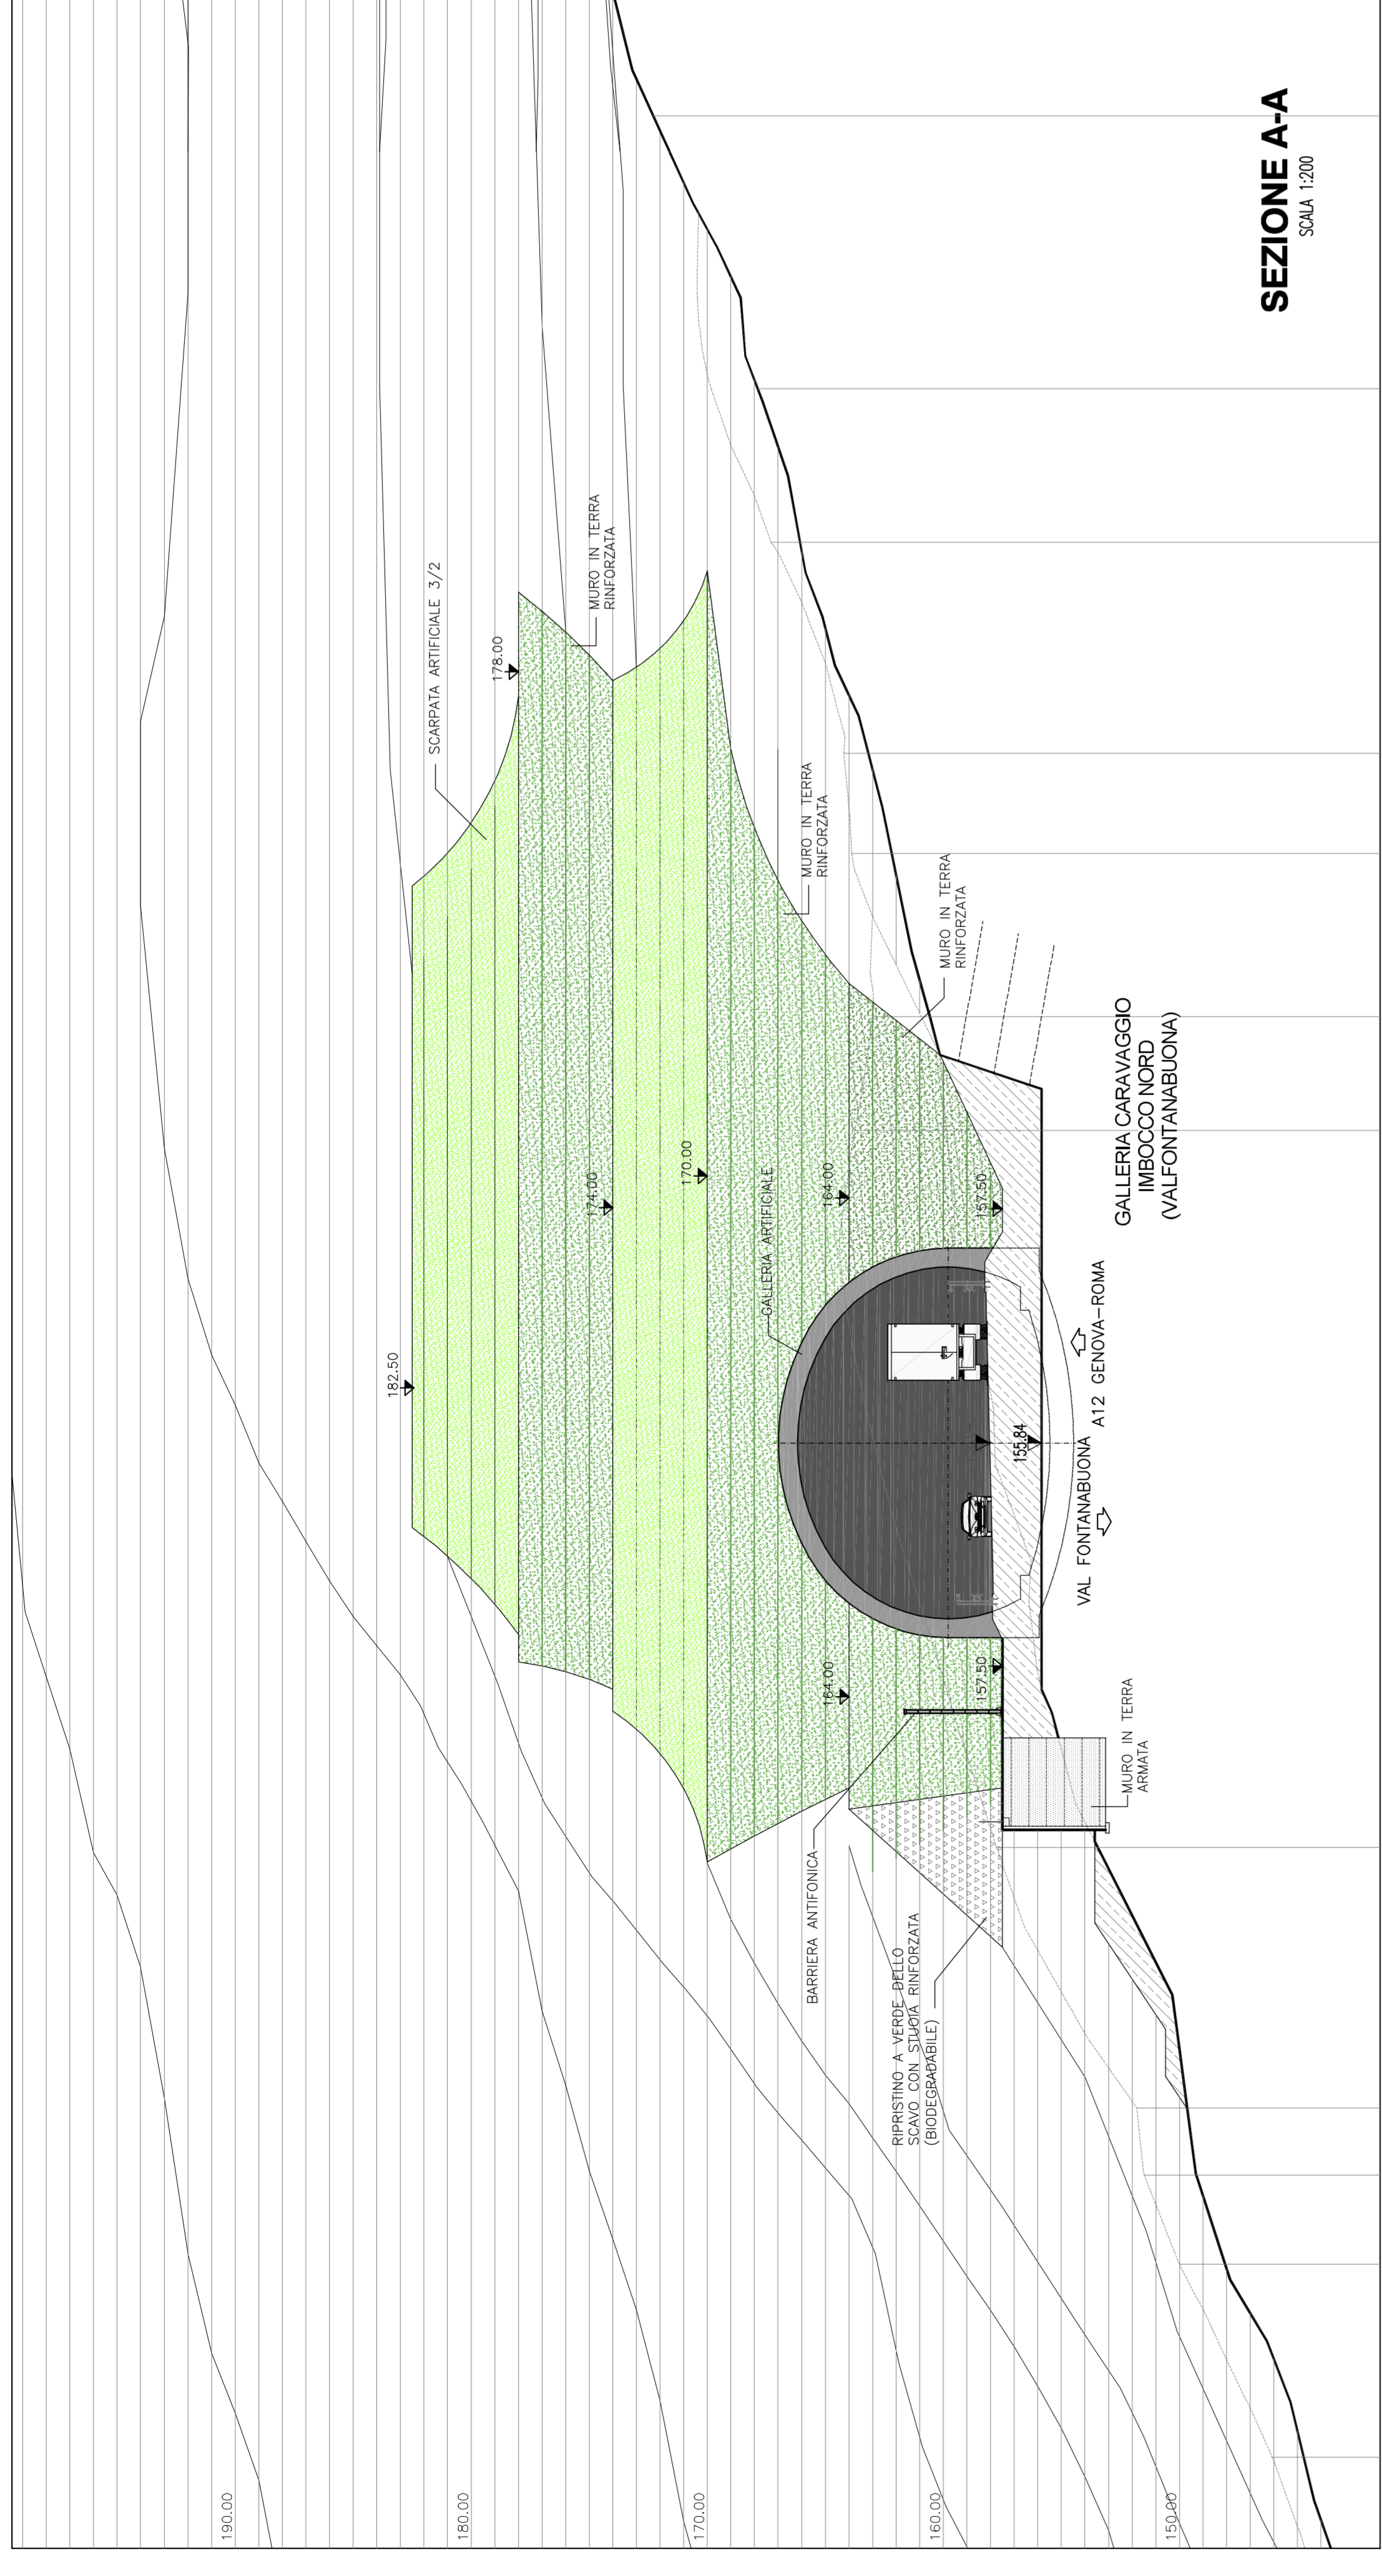 SEZIONE A-A
SCALA 1:200
SCARPATA ARTIFICIALE 3/2
178.00
MURO IN TERRA
RINFORZATA
182.50
174.00
170.00
MURO IN TERRA
RINFORZATA
MURO IN TERRA
RINFORZATA
GALLERIA ARTIFICIALE
164.00
157.50
164.00
157.50
155.84
GALLERIA CARAVAGGIO
IMBOCCO NORD
(VALFONTANABUONA)
VAL FONTANABUONA
A12 GENOVA-ROMA
MURO IN TERRA
ARMATA
BARRIERA ANTIFONICA
RIPRISTINO A VERDE DELLO
SCAVO CON STUOIA RINFORZATA
(BIODEGRADABILE)
190.00
180.00
170.00
160.00
150.00